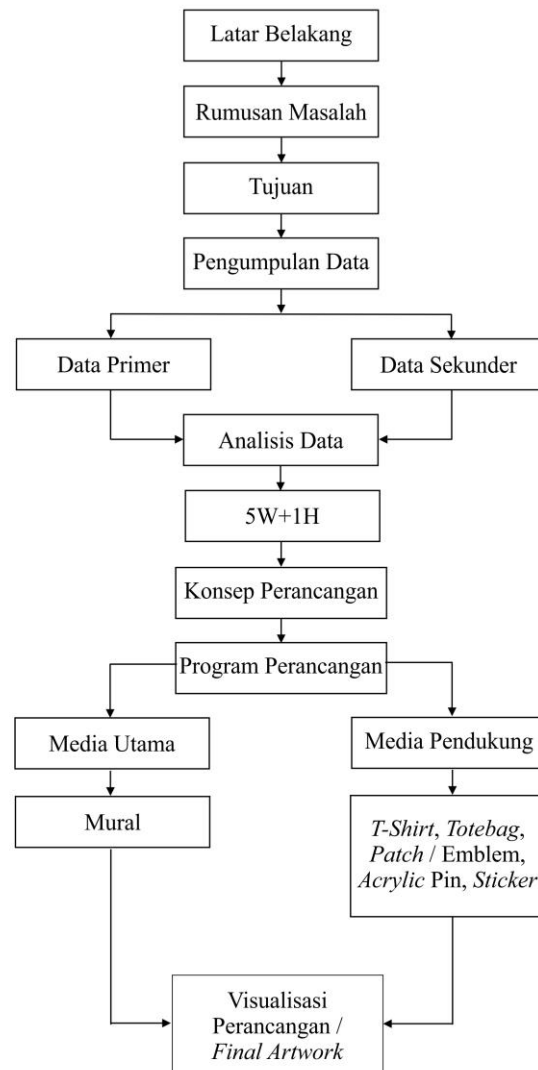 Latar Belakang
Rumusan Masalah
Tujuan
Pengumpulan Data
Data Primer
Data Sekunder
Analisis Data
5W+1H
Konsep Perancangan
Program Perancangan
Media Utama
Media Pendukung
Mural
T-Shirt, Totebag,
Patch / Emblem,
Acrylic Pin, Sticker
Visualisasi
Perancangan /
Final Artwork